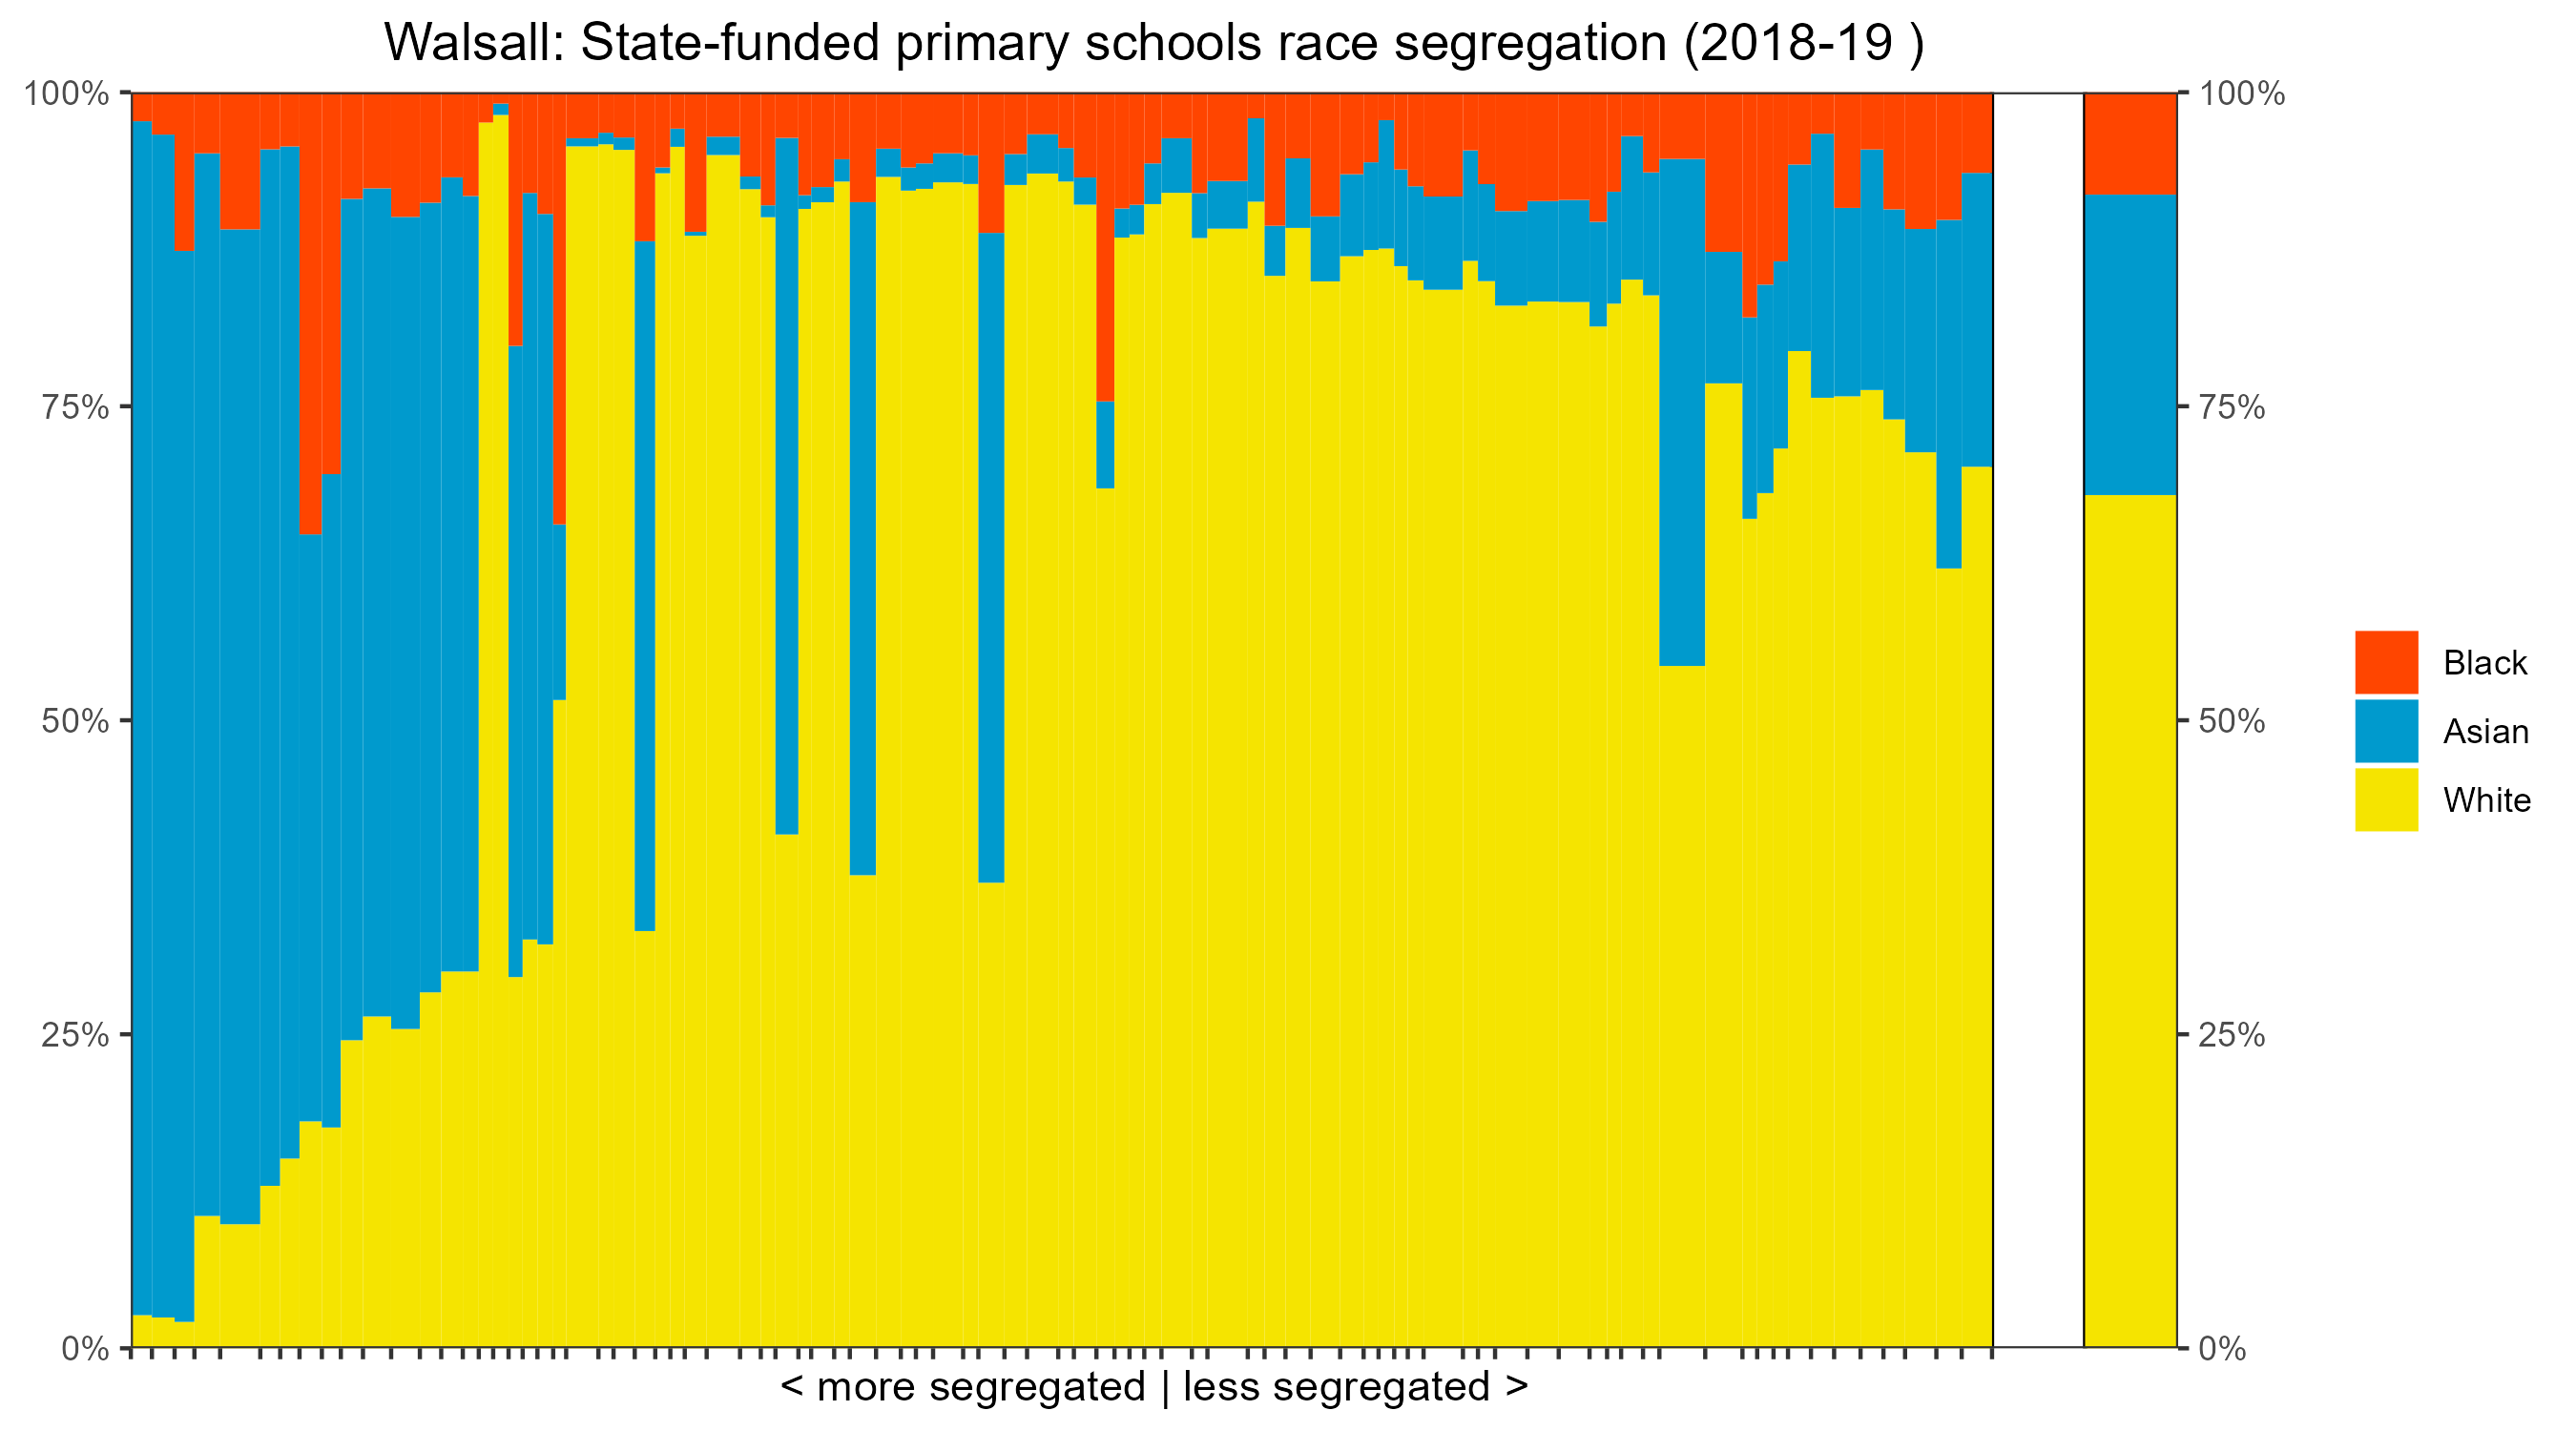 Walsall: State-funded primary schools race segregation (2018-19 )
100%
75%
50%
25%
0%
100%
75%
50%
25%
0%
< more segregated | less segregated >
Black
Asian
White